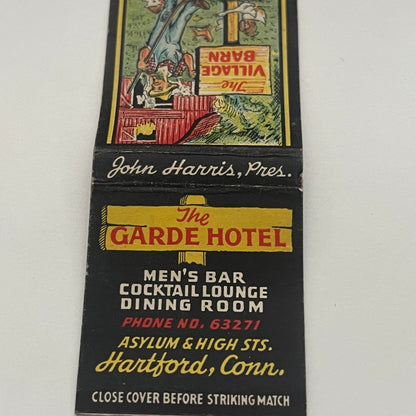 The
VILLAGE
BARN
John Harris, Pres.
The
GARDE HOTEL
MEN'S BAR
COCKTAIL LOUNGE
DINING ROOM
PHONE NO. 63271
ASYLUM & HIGH STS.
Hartford, Conn.
CLOSE COVER BEFORE STRIKING MATCH